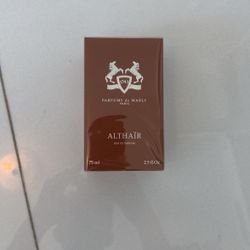 PARFUMS de MARLY
PARIS
ALTHAÏR
EAU DE PARFUM
75 ml 2.5 fl.oz